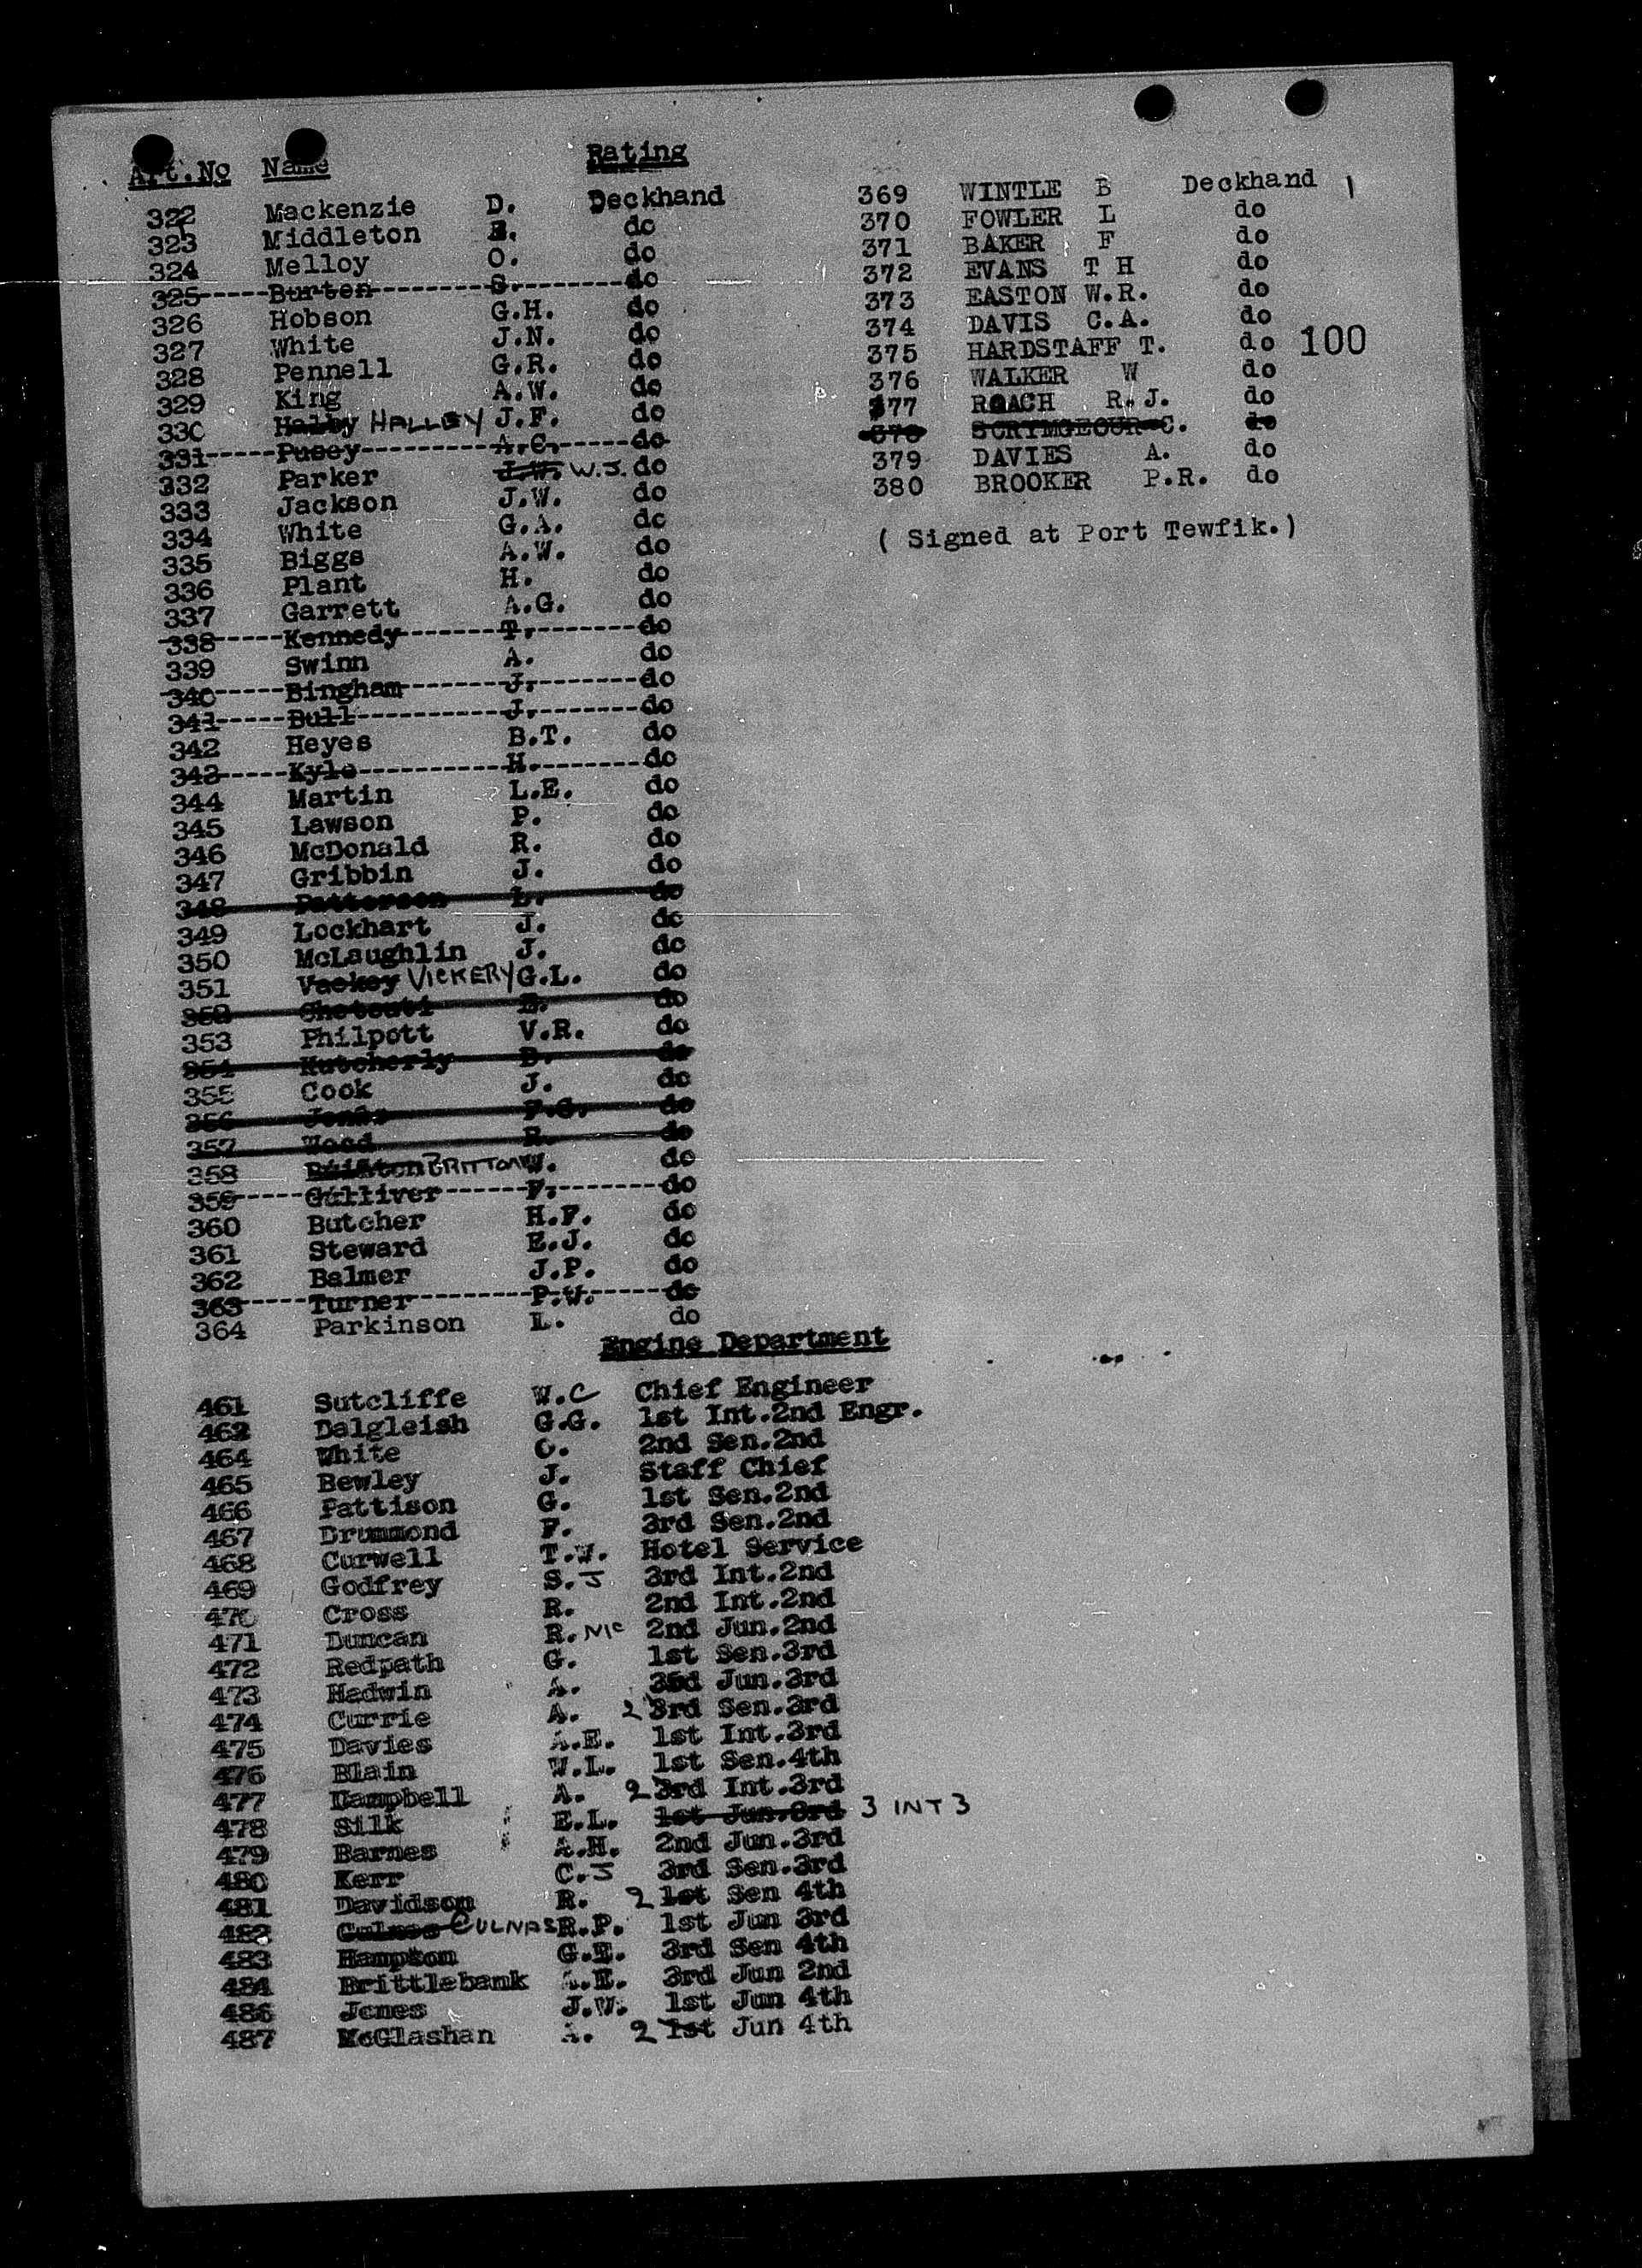 Art.No Name Rating
322 Mackenzie D. Deckhand
323 Middleton do
324 Melloy O. do
325 Burton S. do
326 Hobson G.H. do
327 White J.N. do
328 Pennell G.R. do
329 King A.W. do
330 Halby HALLEY J.F. do
331 Pusey A.C. do
332 Parker J.W. W.J. do
333 Jackson J.W. do
334 White G.A. do
335 Biggs A.W. do
336 Plant H. do
337 Garrett A.G. do
338 Kennedy T. do
339 Swinn A. do
340 Bingham J. do
341 Bull J. do
342 Heyes B.T. do
343 Kyle H. do
344 Martin L.E. do
345 Lawson P. do
346 McDonald R. do
347 Gribbin J. do
348 Patterson L. do
349 Lockhart J. do
350 McLaughlin J. do
351 Vackey VICKERY G.L. do
352 do
353 Philpott V.R. do
354 Hutcherly D. do
355 Cook J. do
356 do
357 Wood R. do
358 BRITTON W. do
359 Gulliver F. do
360 Butcher H.F. do
361 Steward E.J. do
362 Balmer J.P. do
363 Turner P.W. do
364 Parkinson L. do
369 WINTLE B Deckhand 1
370 FOWLER L do
371 BAKER F do
372 EVANS T H do
373 EASTON W.R. do
374 DAVIS C.A. do
375 HARDSTAFF T. do 100
376 WALKER W do
377 ROACH R.J. do
378 SCRYMGEOUR C. do
379 DAVIES A. do
380 BROOKER P.R. do
( Signed at Port Tewfik.)
Engine Department
461 Sutcliffe W.C Chief Engineer
462 Dalgleish G.G. 1st Int.2nd Engr.
464 White O. 2nd Sen.2nd
465 Bewley J. Staff Chief
466 Pattison G. 1st Sen.2nd
467 Drummond F. 3rd Sen.2nd
468 Curwell T.W. Hotel Service
469 Godfrey S.J 3rd Int.2nd
470 Cross R. 2nd Int.2nd
471 Duncan R. Mc 2nd Jun.2nd
472 Redpath G. 1st Sen.3rd
473 Hadwin A. Jun.3rd
474 Currie A. 2 3rd Sen.3rd
475 Davies A.E. 1st Int.3rd
476 Blain W.L. 1st Sen.4th
477 Campbell A. 2 3rd Int.3rd
478 Silk E.L. 1st Jun.3rd 3 INT 3
479 Barnes A.H. 2nd Jun.3rd
480 Kerr C.J 3rd Sen.3rd
481 Davidson R. 2 1st Sen 4th
482 CULNAS R.P. 1st Jun 3rd
483 Hampton G.E. 3rd Sen 4th
484 Brittlebank A.E. 3rd Jun 2nd
486 Jones J.W. 1st Jun 4th
487 McGlashan A. 2 1st Jun 4th